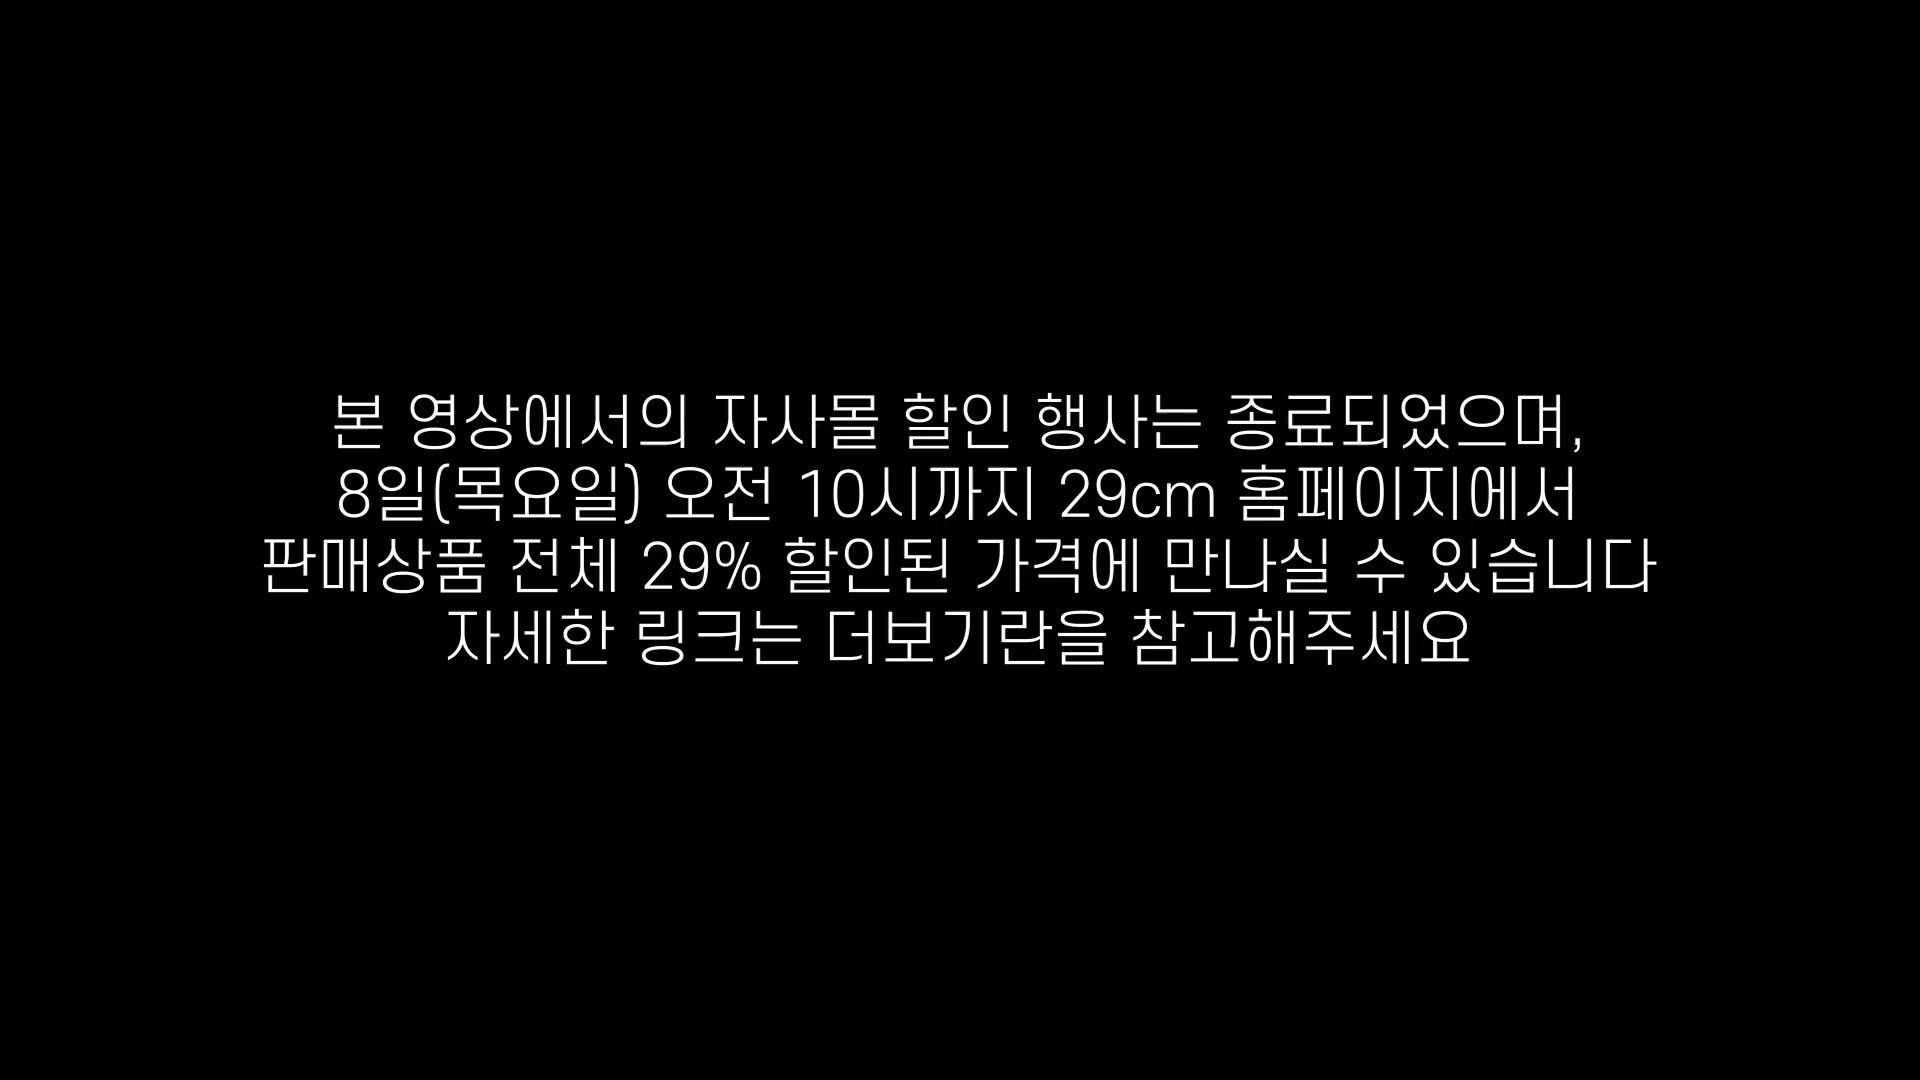 본 영상에서의 자사몰 할인 행사는 종료되었으며,
8일(목요일) 오전 10시까지 29cm 홈페이지에서
판매상품 전체 29% 할인된 가격에 만나실 수 있습니다
자세한 링크는 더보기란을 참고해주세요